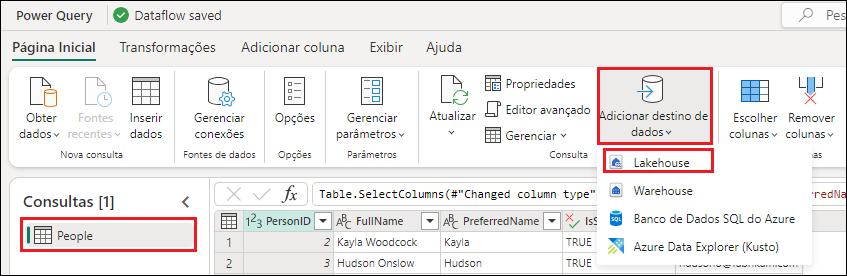 Power Query
Dataflow saved
Pes
Página Inicial
Transformações
Adicionar coluna
Exibir
Ajuda
Obter
dados
Fontes
recentes
Inserir
dados
Nova consulta
Gerenciar
conexões
Fontes de dados
Opções
Opções
Gerenciar
parâmetros
Parâmetros
Atualizar
Propriedades
Editor avançado
Gerenciar
Adicionar destino de
dados
Consulta
Escolher
colunas
Remover
colunas
Lakehouse
Warehouse
Banco de Dados SQL do Azure
Azure Data Explorer (Kusto)
Consultas [1]
People
fx
Table.SelectColumns(#"Changed column type"
PersonID
FullName
PreferredName
1 2 Kayla Woodcock Kayla TRUE
2 3 Hudson Onslow Hudson TRUE